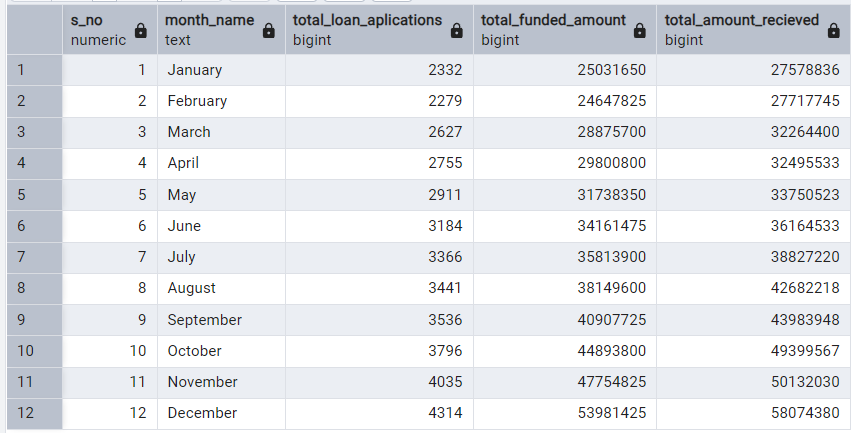 s_no month_name total_loan_aplications total_funded_amount total_amount_recieved
numeric text bigint bigint bigint
1 1 January 2332 25031650 27578836
2 2 February 2279 24647825 27717745
3 3 March 2627 28875700 32264400
4 4 April 2755 29800800 32495533
5 5 May 2911 31738350 33750523
6 6 June 3184 34161475 36164533
7 7 July 3366 35813900 38827220
8 8 August 3441 38149600 42682218
9 9 September 3536 40907725 43983948
10 10 October 3796 44893800 49399567
11 11 November 4035 47754825 50132030
12 12 December 4314 53981425 58074380